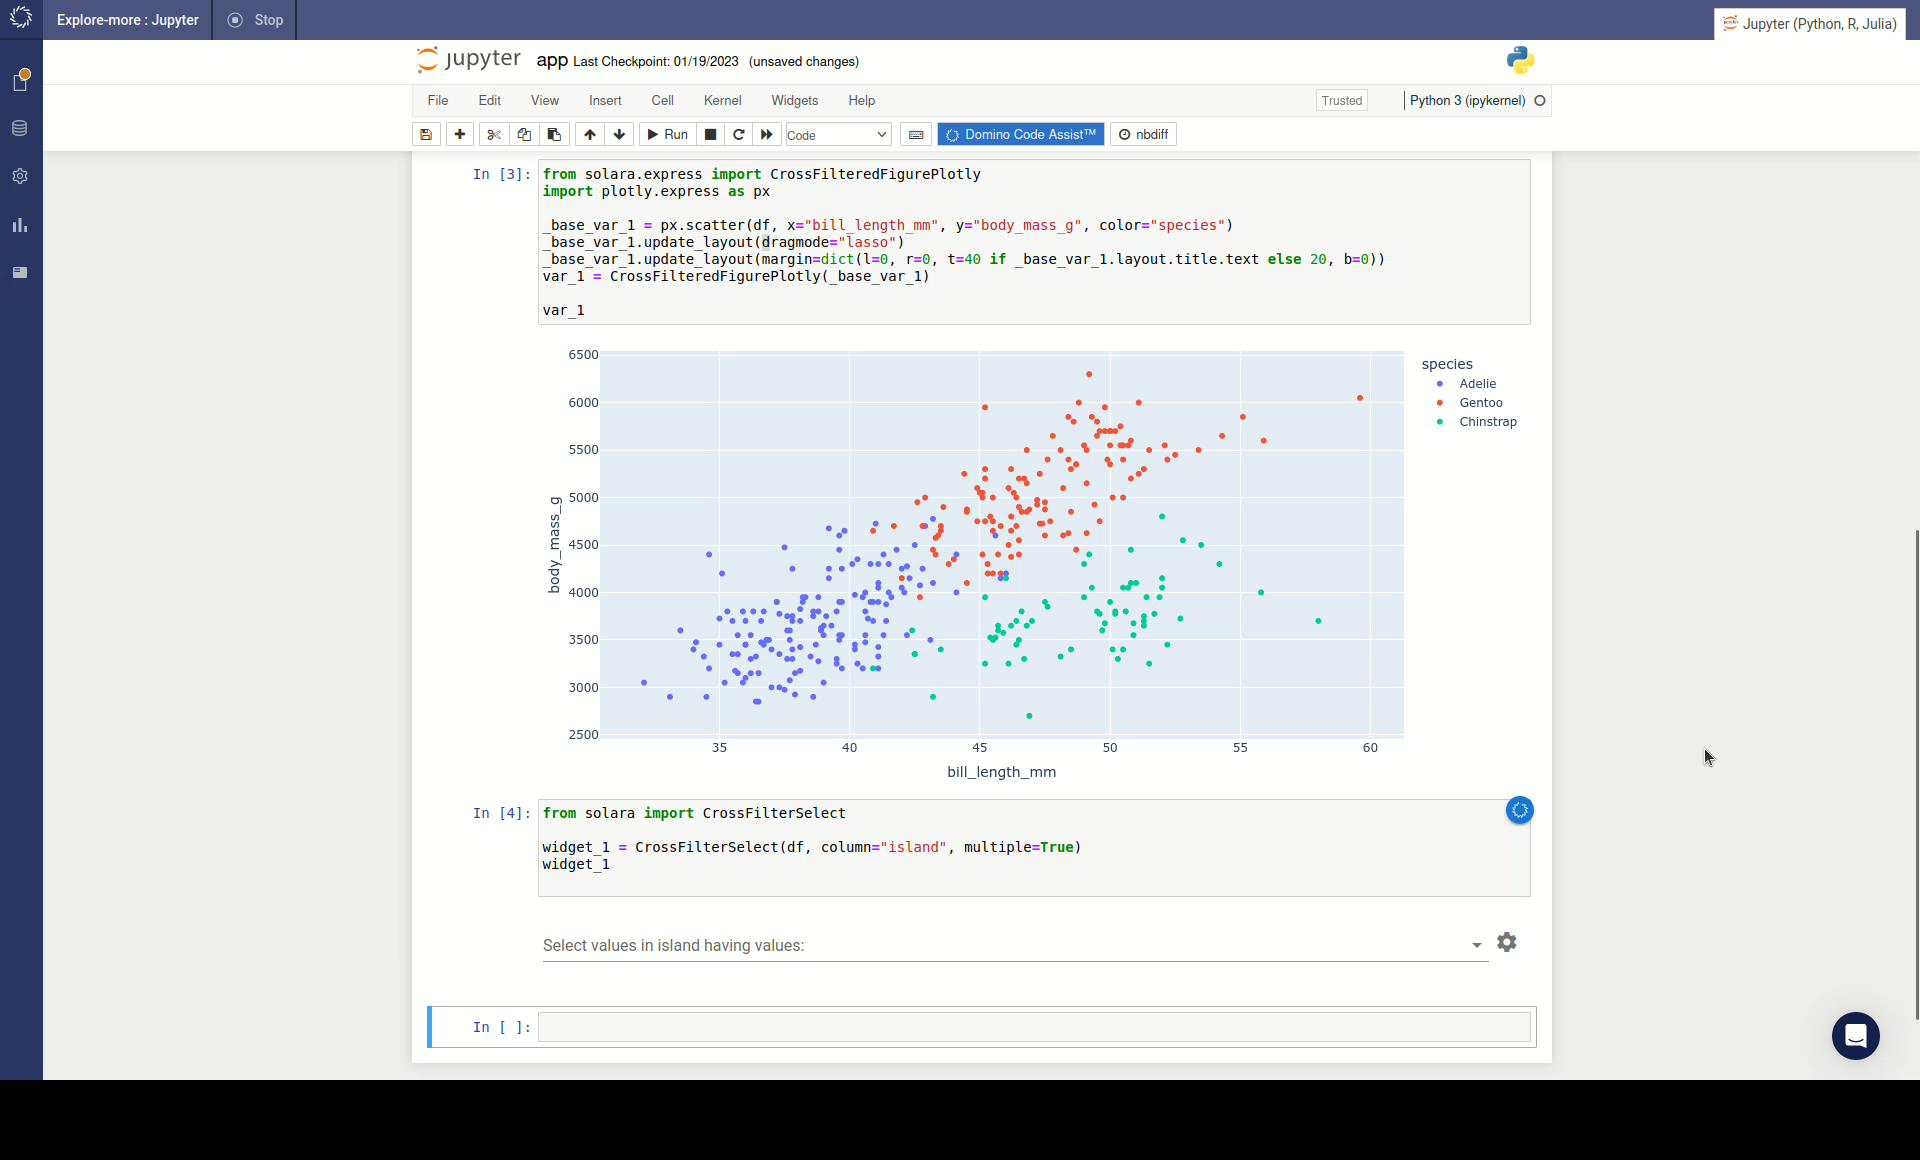 Explore-more : Jupyter
Stop
Jupyter (Python, R, Julia)
jupyter app Last Checkpoint: 01/19/2023 (unsaved changes)
File Edit View Insert Cell Kernel Widgets Help
Trusted
Python 3 (ipykernel)
Run
Code
Domino Code Assist™
nbdiff
In [3]:
from solara.express import CrossFilteredFigurePlotly
import plotly.express as px
_base_var_1 = px.scatter(df, x="bill_length_mm", y="body_mass_g", color="species")
_base_var_1.update_layout(dragmode="lasso")
_base_var_1.update_layout(margin=dict(l=0, r=0, t=40 if _base_var_1.layout.title.text else 20, b=0))
var_1 = CrossFilteredFigurePlotly(_base_var_1)
var_1
6500
6000
5500
5000
4500
4000
3500
3000
2500
body_mass_g
35 40 45 50 55 60
bill_length_mm
species
Adelie
Gentoo
Chinstrap
In [4]:
from solara import CrossFilterSelect
widget_1 = CrossFilterSelect(df, column="island", multiple=True)
widget_1
Select values in island having values:
In [ ]: